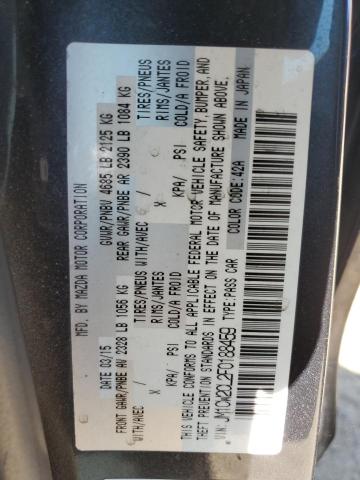 MFD. BY MAZDA MOTOR CORPORATION
DATE 03/15 GVWR/PNBV 4685 LB 2125 KG
FRONT GAWR/PNBE AV 2328 LB 1056 KG REAR GAWR/PNBE AR 2390 LB 1084 KG
WITH/AVEC TIRES/PNEUS WITH/AVEC TIRES/PNEUS
/ X RIMS/JANTES / X RIMS/JANTES
KPA/ PSI COLD/A FROID KPA/ PSI COLD/A FROID
THIS VEHICLE CONFORMS TO ALL APPLICABLE FEDERAL MOTOR VEHICLE SAFETY, BUMPER, AND
THEFT PREVENTION STANDARDS IN EFFECT ON THE DATE OF MANUFACTURE SHOWN ABOVE.
VIN: JM1CW2CL2F0188459 TYPE: PASS CAR COLOR CODE: 42A MADE IN JAPAN